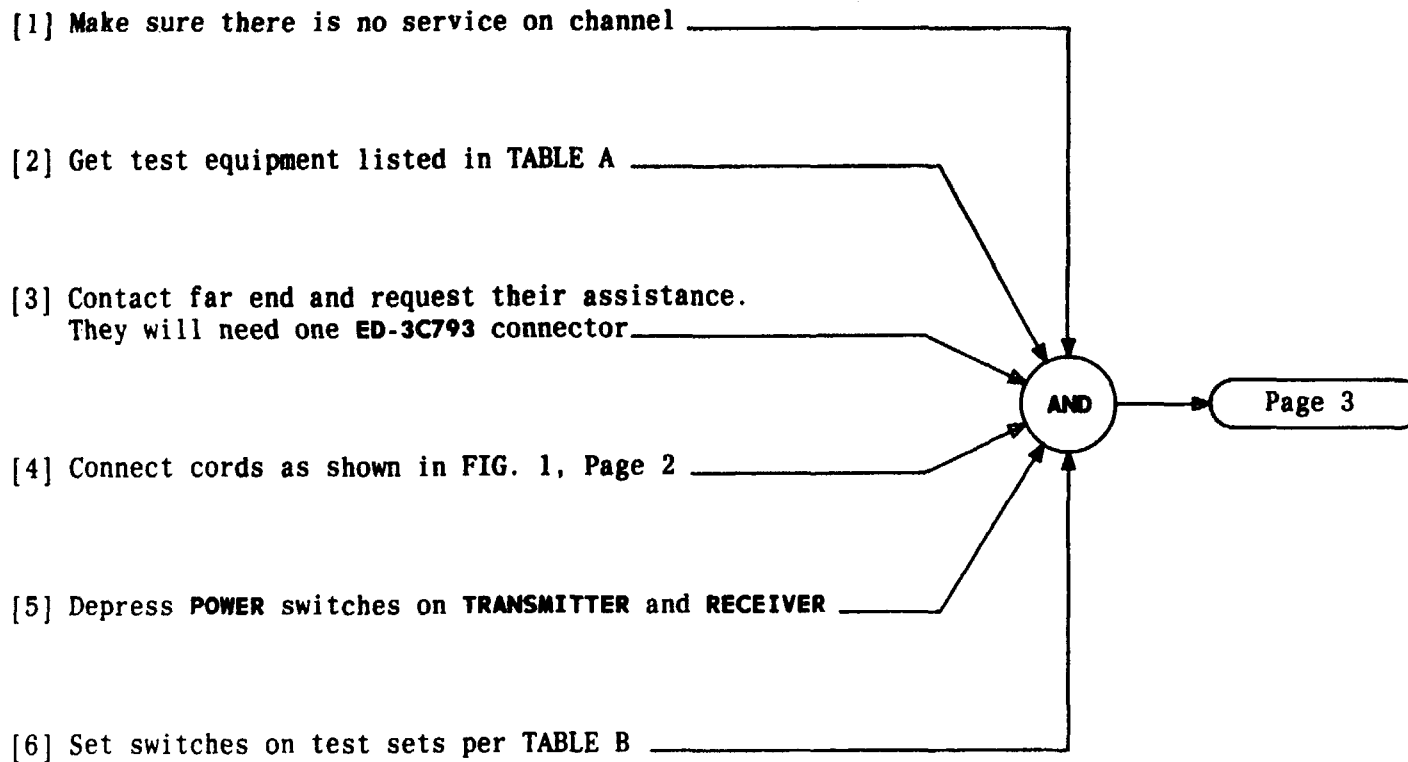 [1] Make sure there is no service on channel
[2] Get test equipment listed in TABLE A
[3] Contact far end and request their assistance.
They will need one ED-3C793 connector
AND
Page 3
[4] Connect cords as shown in FIG. 1, Page 2
[5] Depress POWER switches on TRANSMITTER and RECEIVER
[6] Set switches on test sets per TABLE B